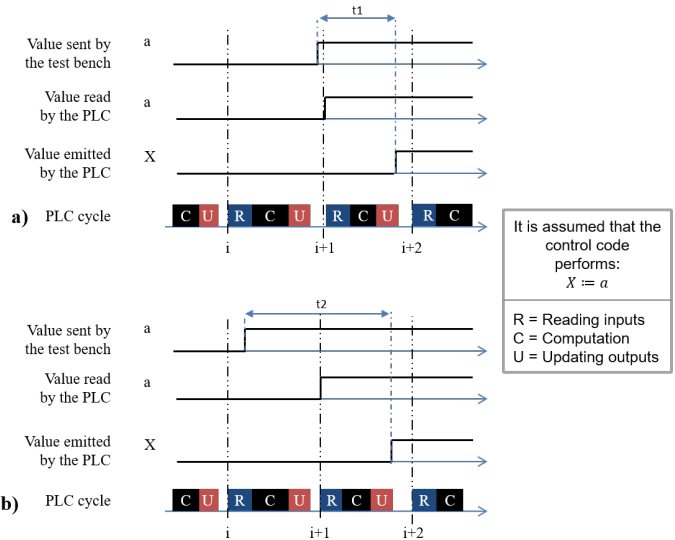 t1
Value sent by
the test bench
a
Value read
by the PLC
a
Value emitted
by the PLC
X
a)
PLC cycle
C U R C U R C U R C
i
i+1
i+2
It is assumed that the
control code
performs:
X ≔ a
R = Reading inputs
C = Computation
U = Updating outputs
t2
Value sent by
the test bench
a
Value read
by the PLC
a
Value emitted
by the PLC
X
b)
PLC cycle
C U R C U R C U R C
i
i+1
i+2